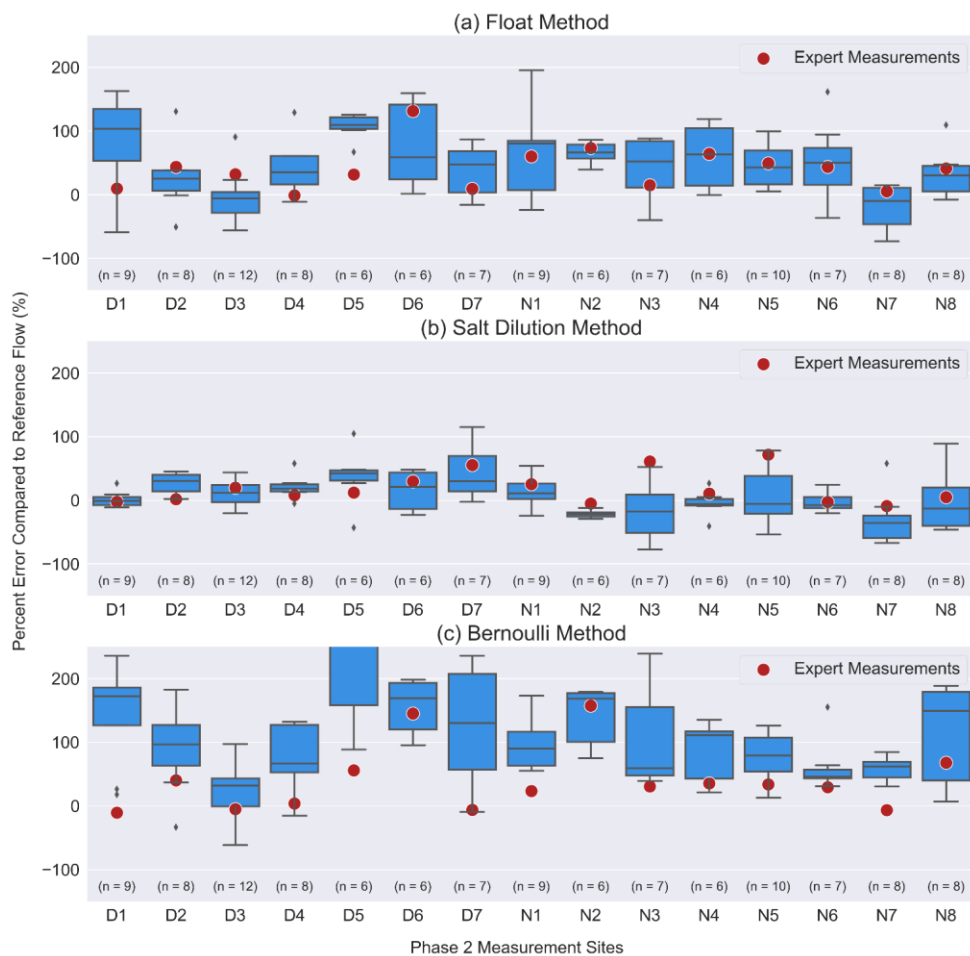 (a) Float Method
Expert Measurements
200
100
0
−100
(n = 9) (n = 8) (n = 12) (n = 8) (n = 6) (n = 6) (n = 7) (n = 9) (n = 6) (n = 7) (n = 6) (n = 10) (n = 7) (n = 8) (n = 8)
D1 D2 D3 D4 D5 D6 D7 N1 N2 N3 N4 N5 N6 N7 N8
(b) Salt Dilution Method
Expert Measurements
200
100
0
−100
(n = 9) (n = 8) (n = 12) (n = 8) (n = 6) (n = 6) (n = 7) (n = 9) (n = 6) (n = 7) (n = 6) (n = 10) (n = 7) (n = 8) (n = 8)
D1 D2 D3 D4 D5 D6 D7 N1 N2 N3 N4 N5 N6 N7 N8
Percent Error Compared to Reference Flow (%)
(c) Bernoulli Method
Expert Measurements
200
100
0
−100
(n = 9) (n = 8) (n = 12) (n = 8) (n = 6) (n = 6) (n = 7) (n = 9) (n = 6) (n = 7) (n = 6) (n = 10) (n = 7) (n = 8) (n = 8)
D1 D2 D3 D4 D5 D6 D7 N1 N2 N3 N4 N5 N6 N7 N8
Phase 2 Measurement Sites